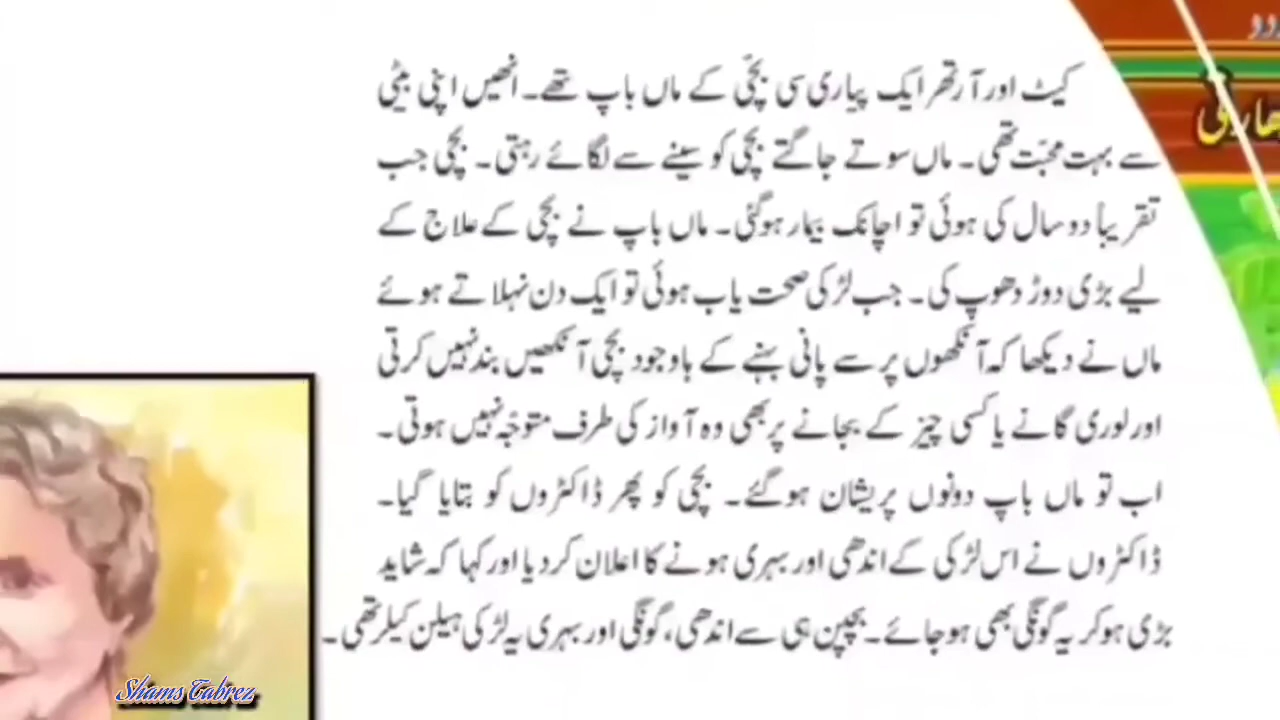 کیٹ اور آرتھر ایک پیاری سی بچّی کے ماں باپ تھے۔ انھیں اپنی بیٹی
سے بہت محبّت تھی۔ ماں سوتے جاگتے بچّی کو سینے سے لگائے رہتی۔ بچّی جب
تقریباً دو سال کی ہوئی تو اچانک بیمار ہوگئی۔ ماں باپ نے بچّی کے علاج کے
لیے بڑی دوڑ دھوپ کی۔ جب لڑکی صحت یاب ہوئی تو ایک دن نہلاتے ہوئے
ماں نے دیکھا کہ آنکھوں پر سے پانی بہنے کے باوجود بچّی آنکھیں بند نہیں کرتی
اور لوری گانے یا کسی چیز کے بجانے پر بھی وہ آواز کی طرف متوجّہ نہیں ہوتی۔
اب تو ماں باپ دونوں پریشان ہوگئے۔ بچّی کو پھر ڈاکٹروں کو بتایا گیا۔
ڈاکٹروں نے اس لڑکی کے اندھی اور بہری ہونے کا اعلان کردیا اور کہا کہ شاید
بڑی ہوکر یہ گونگی بھی ہوجائے۔ بچپن ہی سے اندھی، گونگی اور بہری یہ لڑکی ہیلن کیلر تھی۔
Shams Tabrez